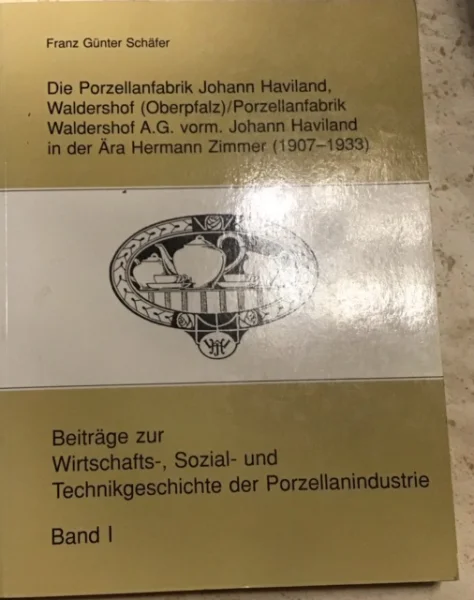 Franz Günter Schäfer
Die Porzellanfabrik Johann Haviland,
Waldershof (Oberpfalz)/Porzellanfabrik
Waldershof A.G. vorm. Johann Haviland
in der Ära Hermann Zimmer (1907–1933)
Beiträge zur
Wirtschafts-, Sozial- und
Technikgeschichte der Porzellanindustrie
Band I